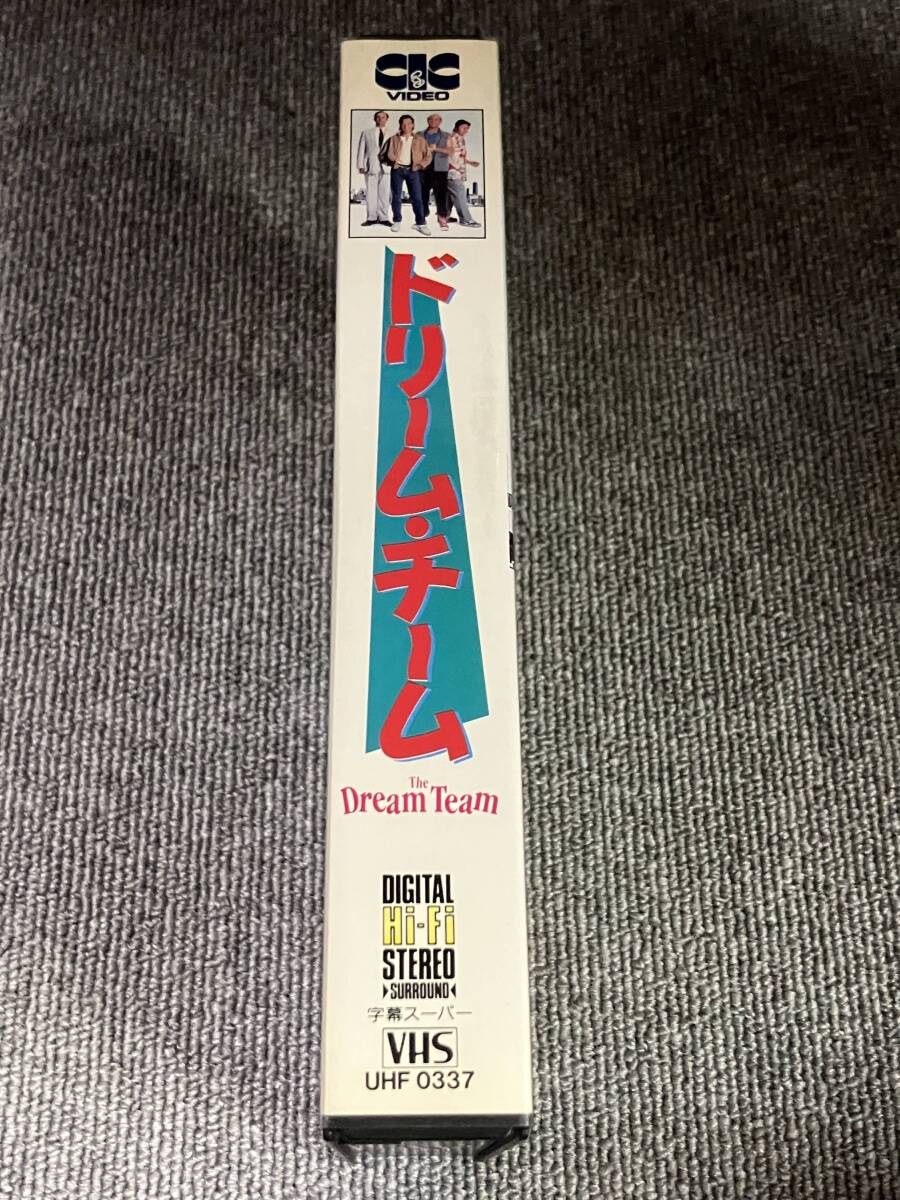 CIC
VIDEO
ドリーム・チーム
The
Dream Team
DIGITAL
Hi-Fi
STEREO
SURROUND
字幕スーパー
VHS
UHF 0337